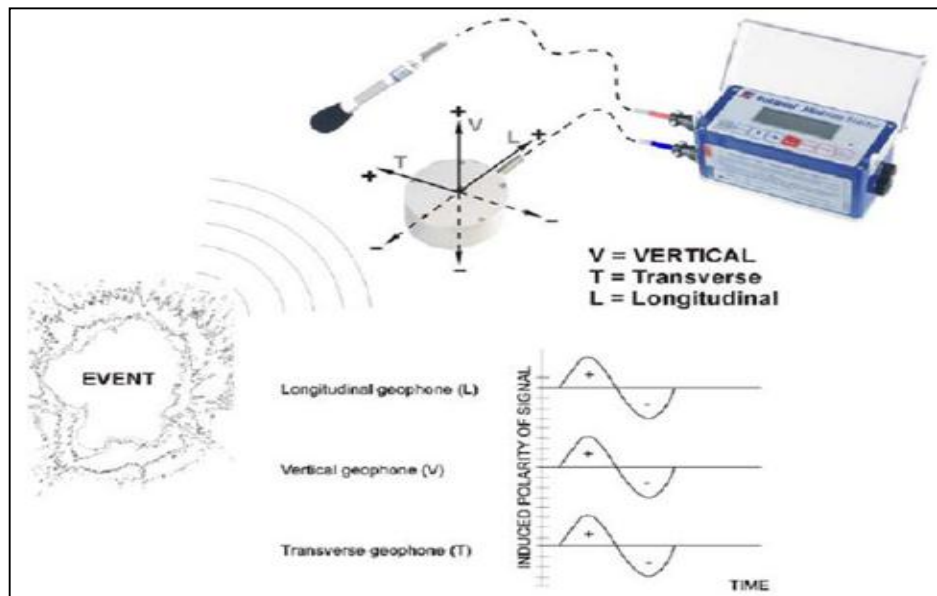 +
V
+
L
T
+
-
-
-
V = VERTICAL
T = Transverse
L = Longitudinal
EVENT
INDUCED POLARITY OF SIGNAL
Longitudinal geophone (L)
+
-
Vertical geophone (V)
+
-
Transverse geophone (T)
+
-
TIME